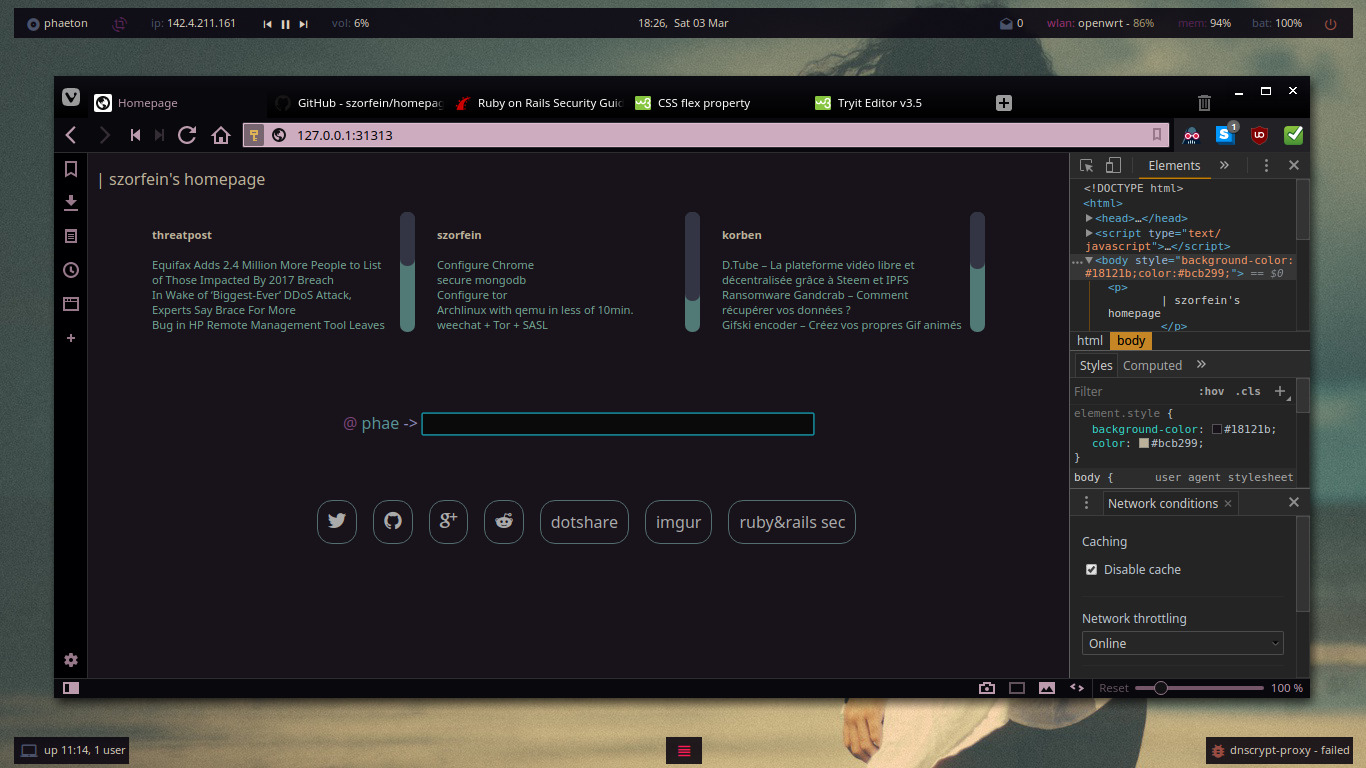 phaeton
ip: 142.4.211.161
vol: 6%
18:26, Sat 03 Mar
0
wlan: openwrt - 86%
mem: 94%
bat: 100%
Homepage
GitHub - szorfein/homepag
Ruby on Rails Security Gui
CSS flex property
Tryit Editor v3.5
127.0.0.1:31313
S 1
UO
| szorfein's homepage
threatpost
Equifax Adds 2.4 Million More People to List
of Those Impacted By 2017 Breach
In Wake of ‘Biggest-Ever’ DDoS Attack,
Experts Say Brace For More
Bug in HP Remote Management Tool Leaves
szorfein
Configure Chrome
secure mongodb
Configure tor
Archlinux with qemu in less of 10min.
weechat + Tor + SASL
korben
D.Tube – La plateforme vidéo libre et
décentralisée grâce à Steem et IPFS
Ransomware Gandcrab – Comment
récupérer vos données ?
Gifski encoder – Créez vos propres Gif animés
@ phae ->
g+
dotshare
imgur
ruby&rails sec
Elements »
<!DOCTYPE html>
<html>
<head>…</head>
<script type="text/
javascript">…</script>
…<body style="background-color:
#18121b;color:#bcb299;"> == $0
<p>
| szorfein's
homepage
</p>
html body
Styles Computed »
Filter :hov .cls +
element.style {
background-color: #18121b;
color: #bcb299;
}
body { user agent stylesheet
Network conditions ×
Caching
Disable cache
Network throttling
Online
Reset 100 %
up 11:14, 1 user
dnscrypt-proxy - failed